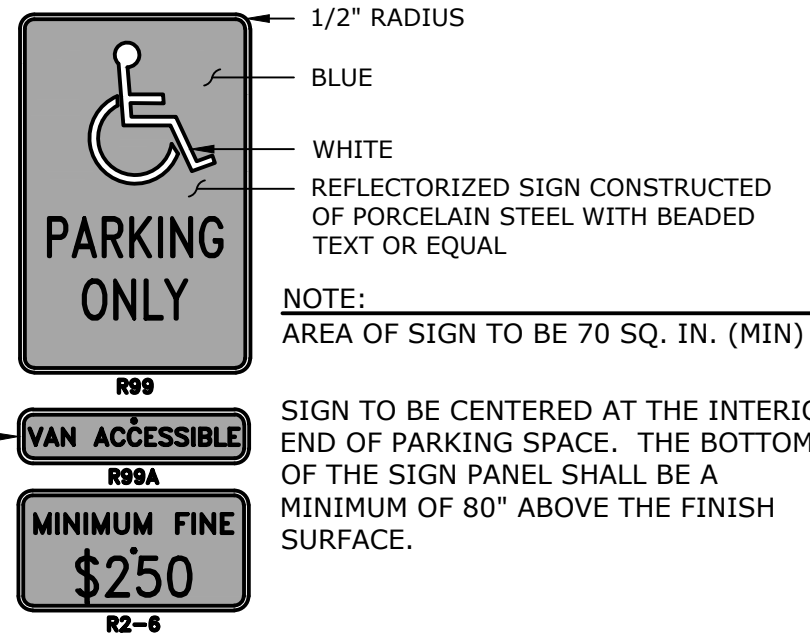 PARKING
ONLY
R99
VAN ACCESSIBLE
R99A
MINIMUM FINE
$250
R2-6
1/2" RADIUS
BLUE
WHITE
REFLECTORIZED SIGN CONSTRUCTED
OF PORCELAIN STEEL WITH BEADED
TEXT OR EQUAL
NOTE:
AREA OF SIGN TO BE 70 SQ. IN. (MIN)
SIGN TO BE CENTERED AT THE
END OF PARKING SPACE. THE BOTTOM
OF THE SIGN PANEL SHALL BE A
MINIMUM OF 80" ABOVE THE FINISH
SURFACE.